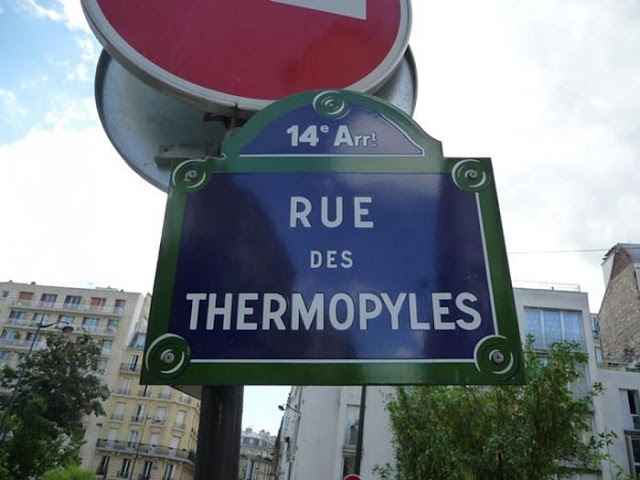 14e Arrt
RUE
DES
THERMOPYLES